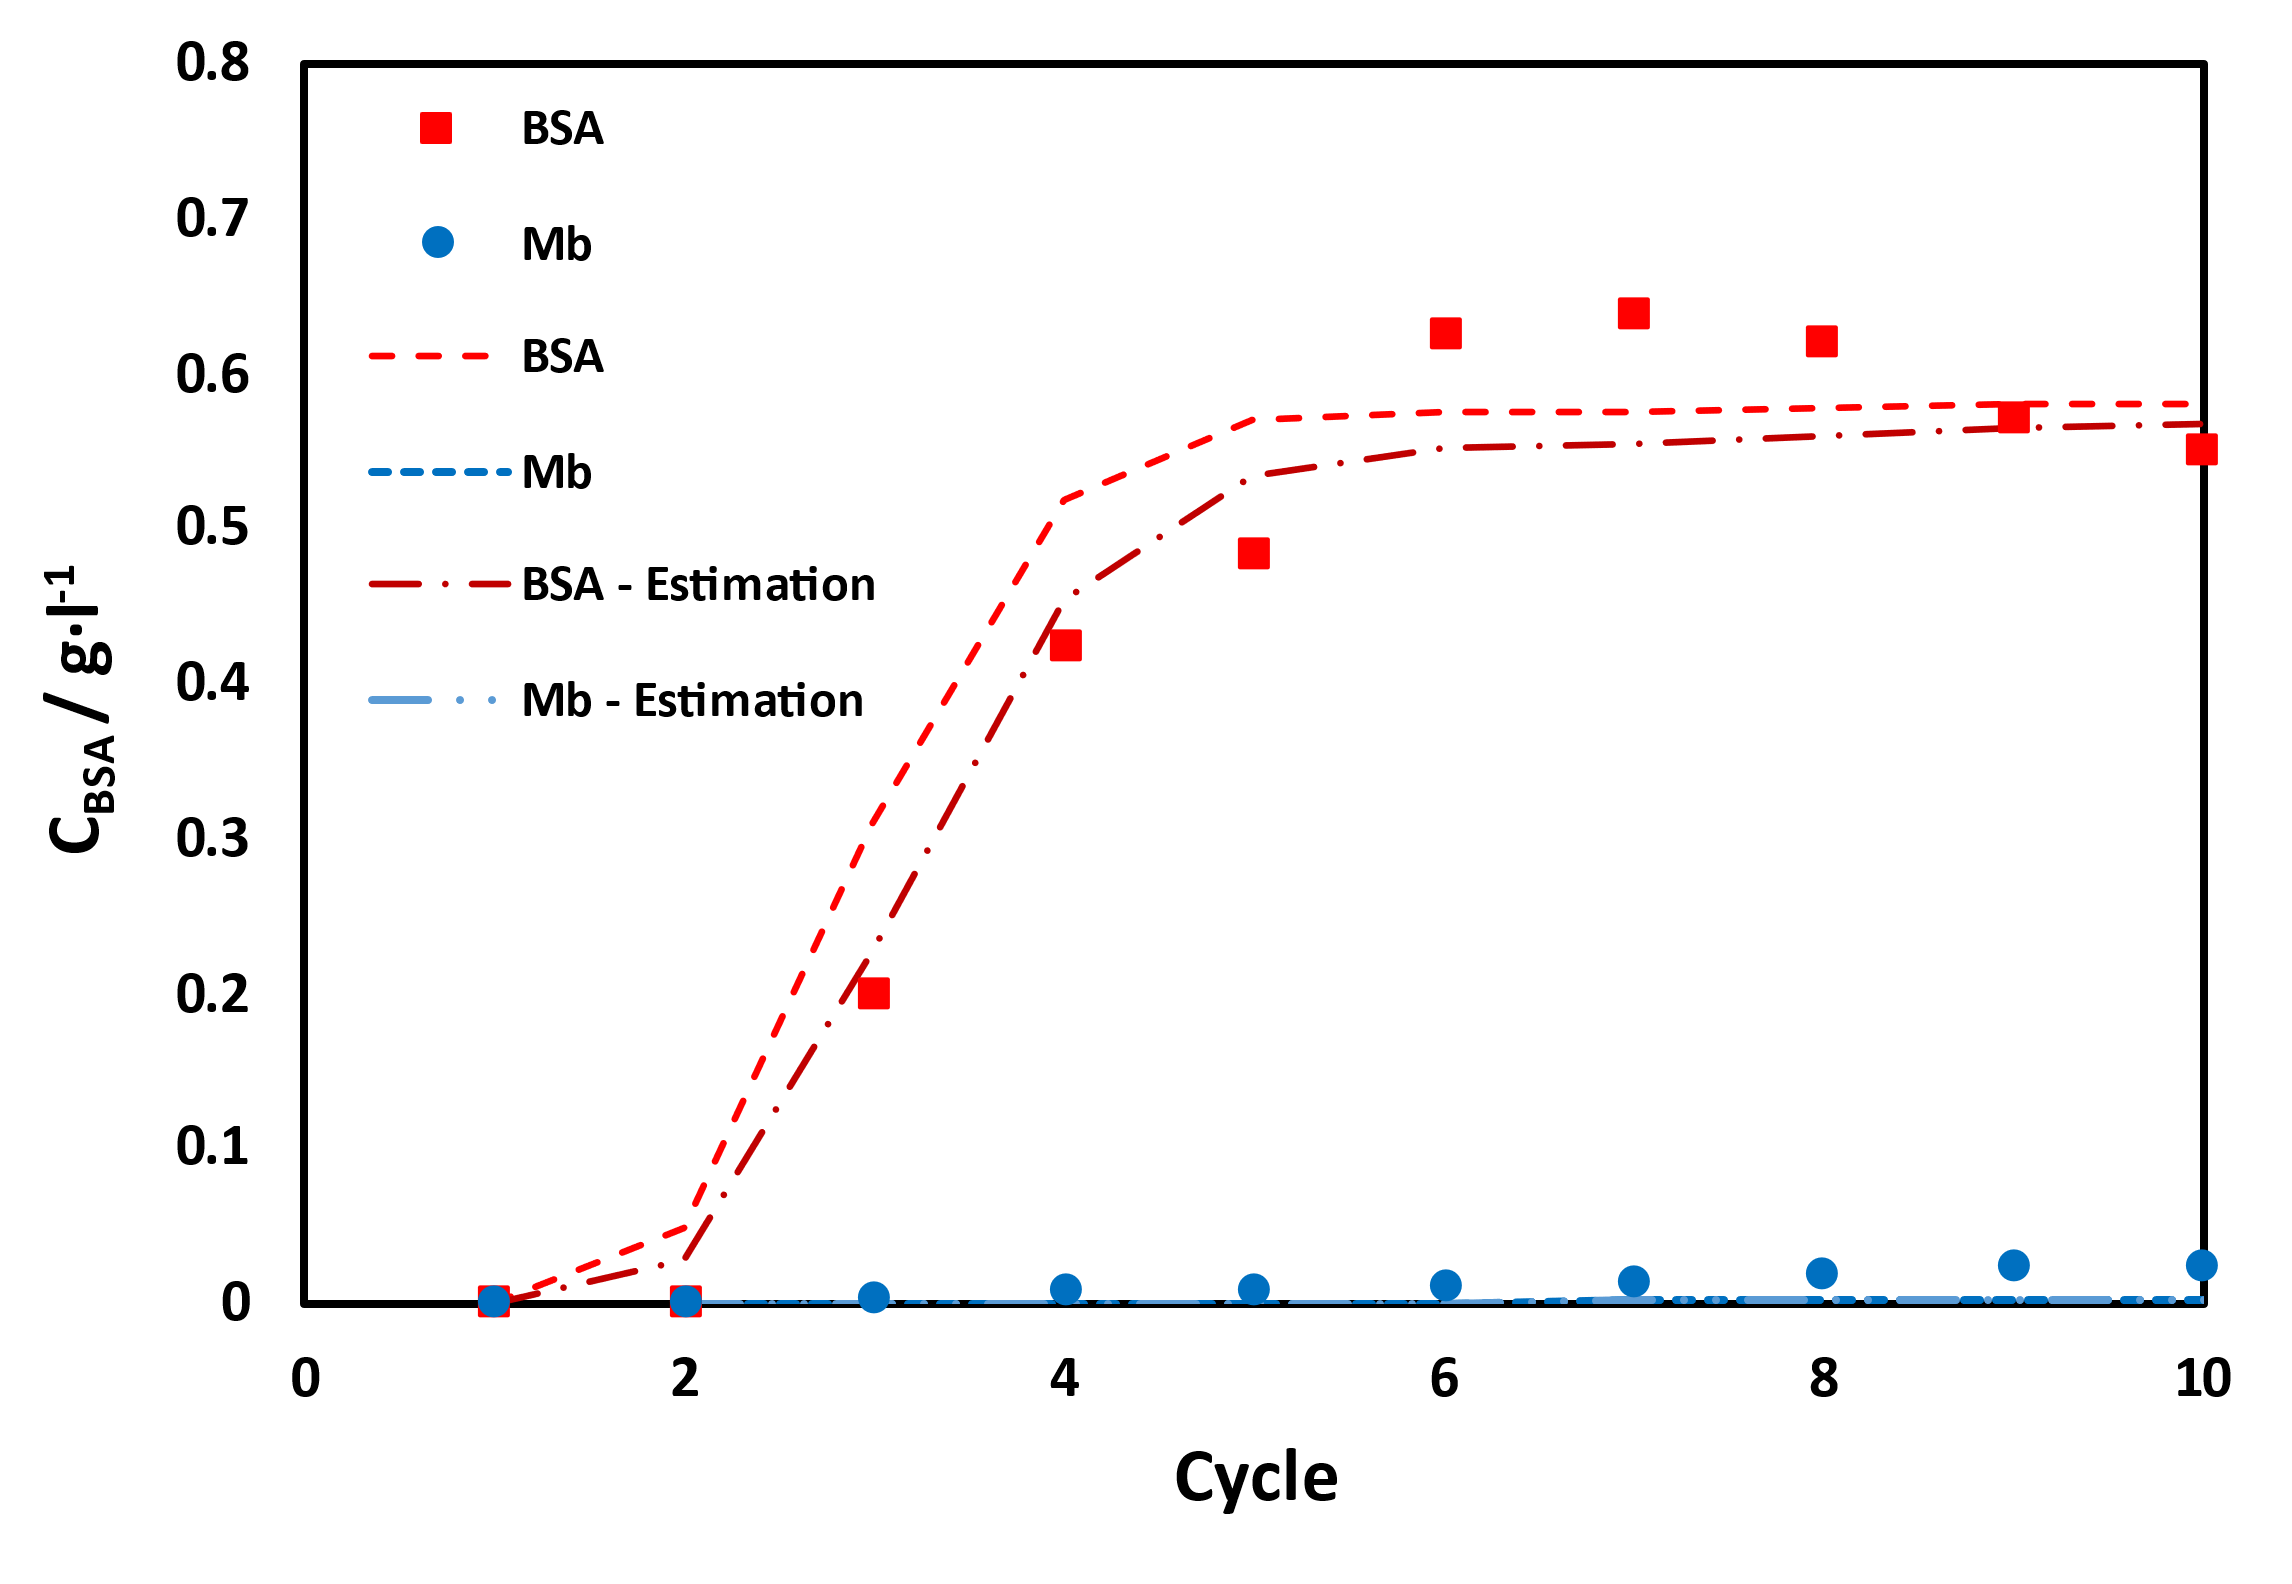 0.8
0.7
0.6
0.5
0.4
0.3
0.2
0.1
0
C_BSA / g.l^-1
BSA
Mb
BSA
Mb
BSA - Estimation
Mb - Estimation
0 2 4 6 8 10
Cycle